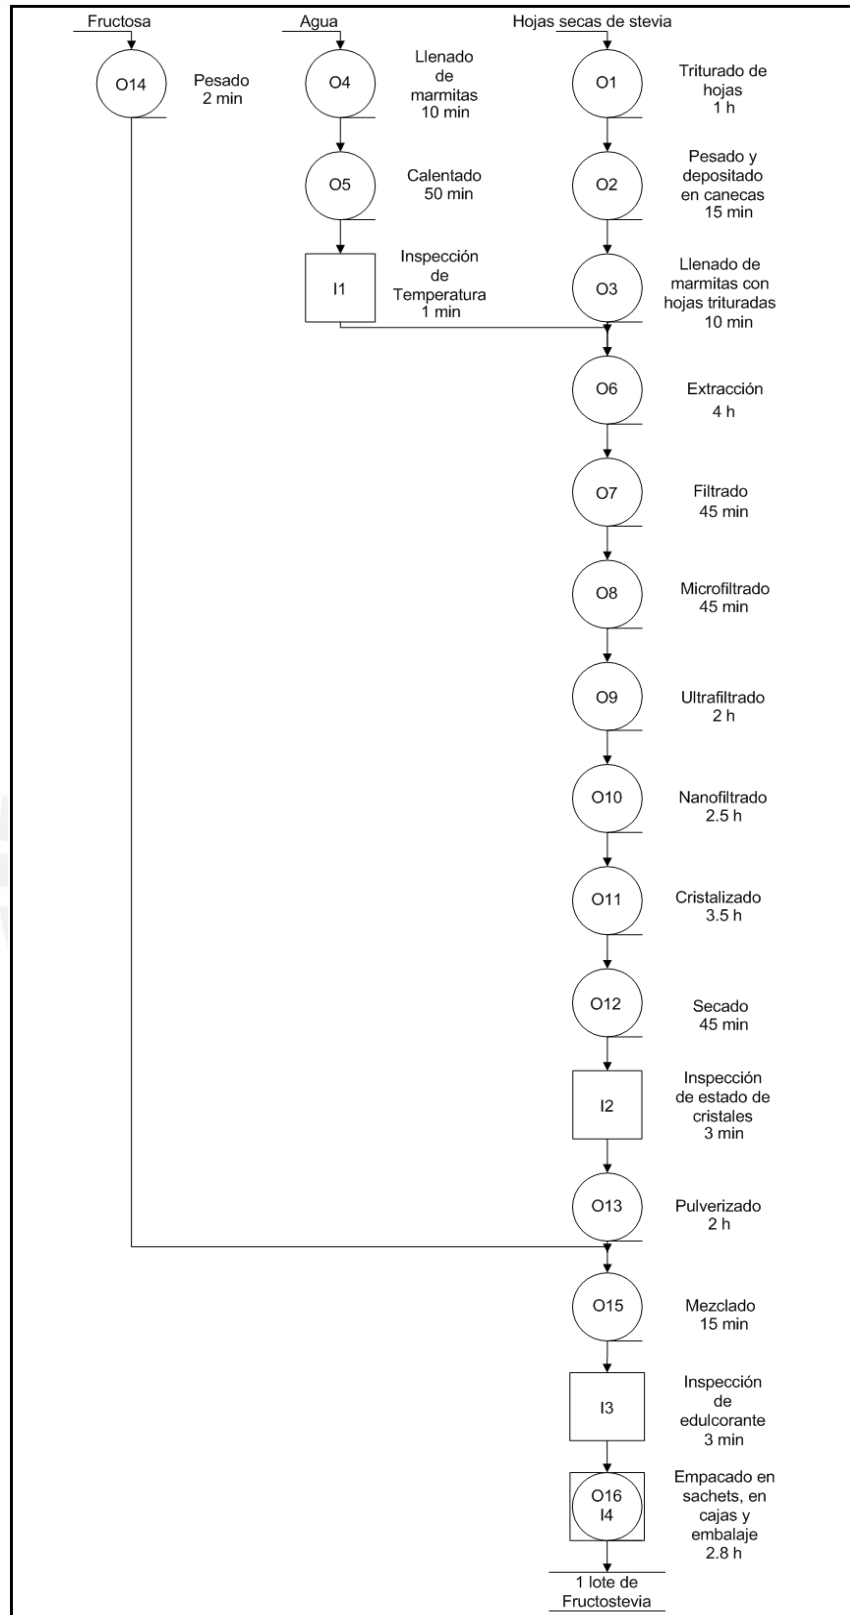 Fructosa
Agua
Hojas secas de stevia
O14
Pesado
2 min
O4
Llenado
de
marmitas
10 min
O1
Triturado de
hojas
1 h
O5
Calentado
50 min
O2
Pesado y
depositado
en canecas
15 min
I1
Inspección
de
Temperatura
1 min
O3
Llenado de
marmitas con
hojas trituradas
10 min
O6
Extracción
4 h
O7
Filtrado
45 min
O8
Microfiltrado
45 min
O9
Ultrafiltrado
2 h
O10
Nanofiltrado
2.5 h
O11
Cristalizado
3.5 h
O12
Secado
45 min
I2
Inspección
de estado de
cristales
3 min
O13
Pulverizado
2 h
O15
Mezclado
15 min
I3
Inspección
de
edulcorante
3 min
O16
I4
Empacado en
sachets, en
cajas y
embalaje
2.8 h
1 lote de
Fructostevia